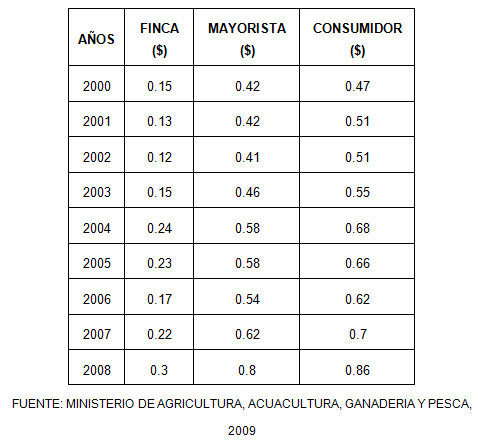 AÑOS FINCA ($) MAYORISTA ($) CONSUMIDOR ($)
2000 0.15 0.42 0.47
2001 0.13 0.42 0.51
2002 0.12 0.41 0.51
2003 0.15 0.46 0.55
2004 0.24 0.58 0.68
2005 0.23 0.58 0.66
2006 0.17 0.54 0.62
2007 0.22 0.62 0.7
2008 0.3 0.8 0.86
FUENTE: MINISTERIO DE AGRICULTURA, ACUACULTURA, GANADERIA Y PESCA,
2009